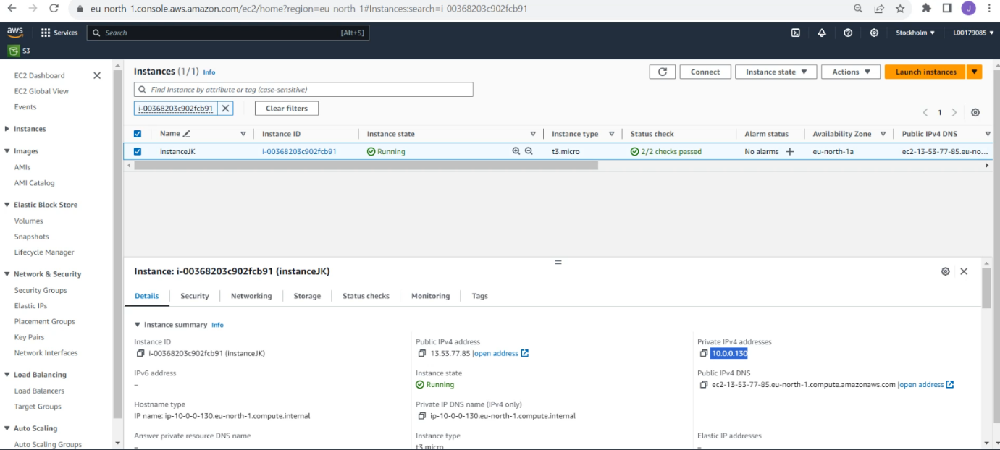 eu-north-1.console.aws.amazon.com/ec2/home?region=eu-north-1#Instances:search=i-00368203c902fcb91
J
aws Services Search [Alt+S] Stockholm ▼ L00179085 ▼
S3
EC2 Dashboard
EC2 Global View
Events
Instances
Images
AMIs
AMI Catalog
Elastic Block Store
Volumes
Snapshots
Lifecycle Manager
Network & Security
Security Groups
Elastic IPs
Placement Groups
Key Pairs
Network Interfaces
Load Balancing
Load Balancers
Target Groups
Auto Scaling
Auto Scaling Groups
Instances (1/1) Info
Connect Instance state ▼ Actions ▼ Launch instances ▼
Find Instance by attribute or tag (case-sensitive)
i-00368203c902fcb91 Clear filters
1
Name Instance ID Instance state Instance type Status check Alarm status Availability Zone Public IPv4 DNS
instanceJK i-00368203c902fcb91 Running t3.micro 2/2 checks passed No alarms + eu-north-1a ec2-13-53-77-85.eu-no...
Instance: i-00368203c902fcb91 (instanceJK)
Details Security Networking Storage Status checks Monitoring Tags
Instance summary Info
Instance ID
i-00368203c902fcb91 (instanceJK)
Public IPv4 address
13.53.77.85 |open address
Private IPv4 addresses
10.0.0.130
IPv6 address
–
Instance state
Running
Public IPv4 DNS
ec2-13-53-77-85.eu-north-1.compute.amazonaws.com |open address
Hostname type
IP name: ip-10-0-0-130.eu-north-1.compute.internal
Private IP DNS name (IPv4 only)
ip-10-0-0-130.eu-north-1.compute.internal
Answer private resource DNS name
–
Instance type
t3.micro
Elastic IP addresses
–